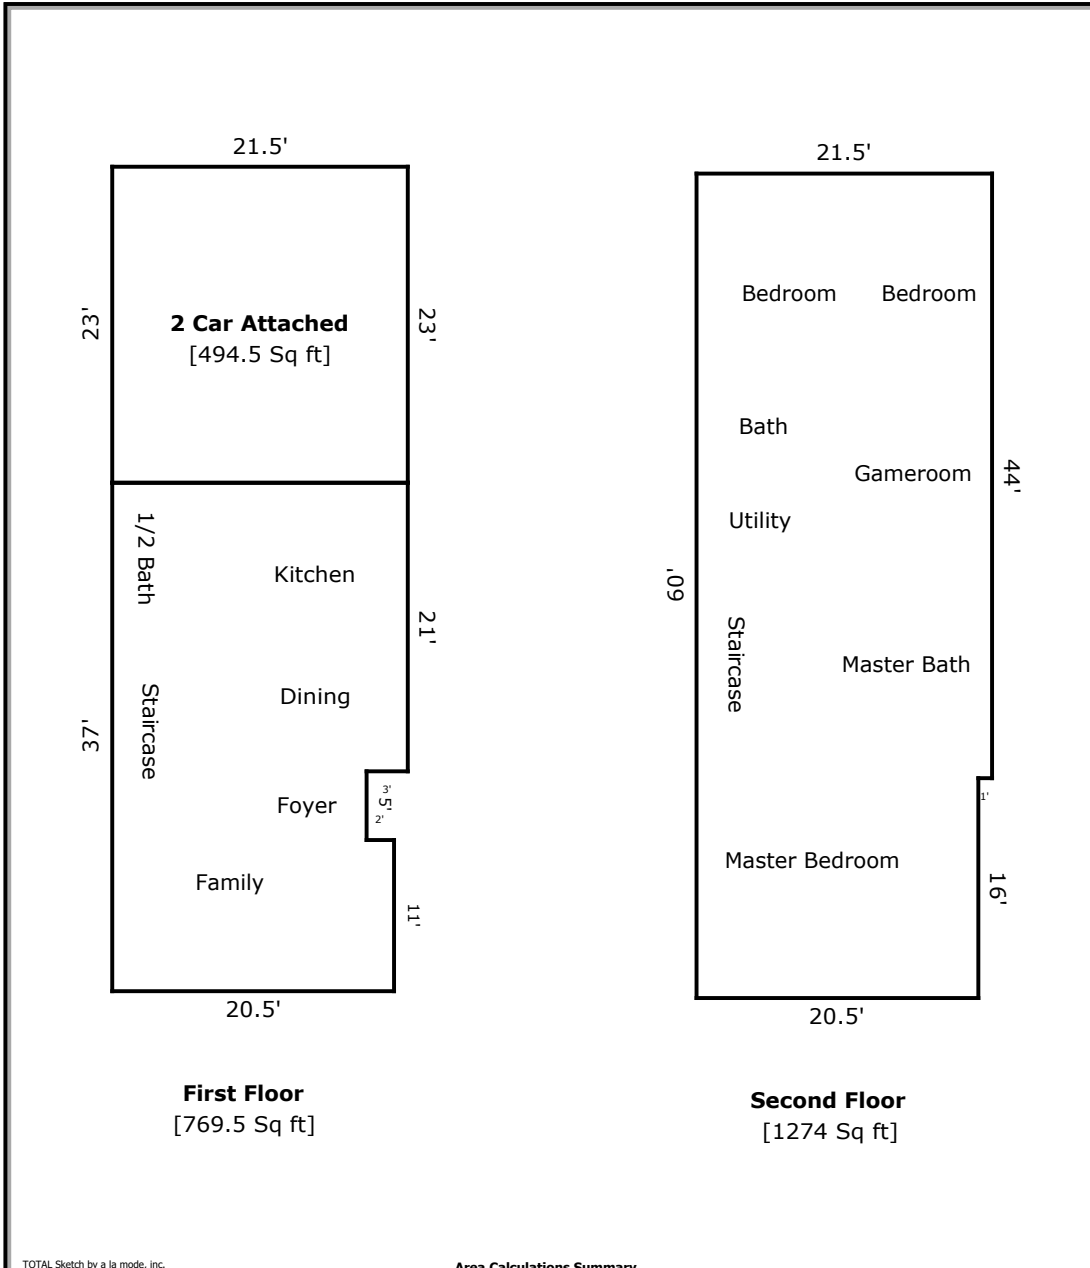 21.5'
23'
2 Car Attached
[494.5 Sq ft]
23'
1/2 Bath
Kitchen
21'
Staircase
Dining
37'
Foyer
3'
5'
2'
Family
11'
20.5'
First Floor
[769.5 Sq ft]
21.5'
Bedroom Bedroom
Bath
Gameroom
44'
Utility
60'
Staircase
Master Bath
1'
Master Bedroom
16'
20.5'
Second Floor
[1274 Sq ft]
TOTAL Sketch by a la mode, inc.
Area Calculations Summary